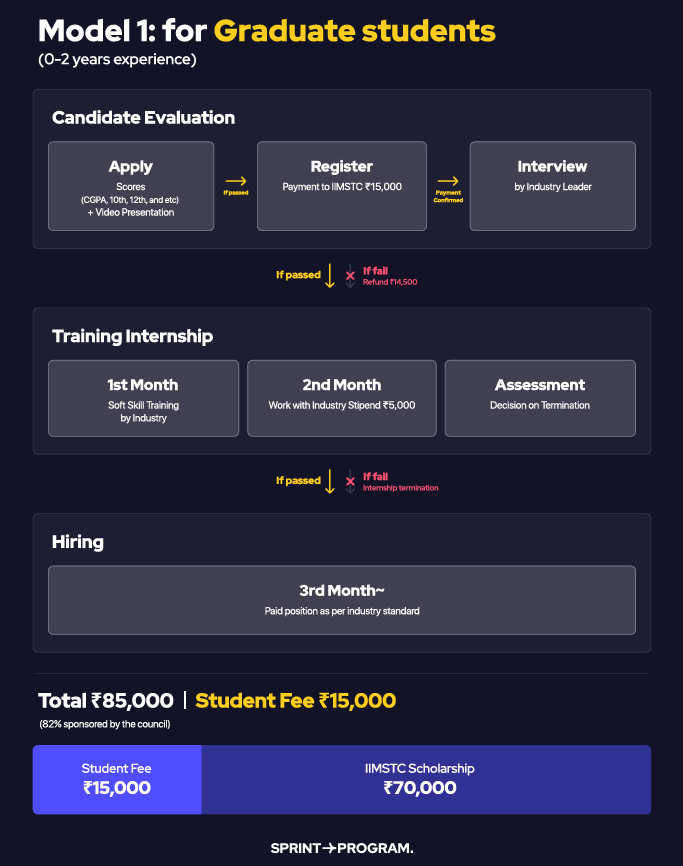 Model 1: for Graduate students
(0-2 years experience)
Candidate Evaluation
Apply
Scores
(CGPA, 10th, 12th, and etc)
+ Video Presentation
If passed
Register
Payment to IIMSTC ₹15,000
Payment
Confirmed
Interview
by Industry Leader
If passed
If fail
Refund ₹14,500
Training Internship
1st Month
Soft Skill Training
by Industry
2nd Month
Work with Industry Stipend ₹5,000
Assessment
Decision on Termination
If passed
If fail
Internship termination
Hiring
3rd Month~
Paid position as per industry standard
Total ₹85,000 | Student Fee ₹15,000
(82% sponsored by the council)
Student Fee
₹15,000
IIMSTC Scholarship
₹70,000
SPRINT→PROGRAM.